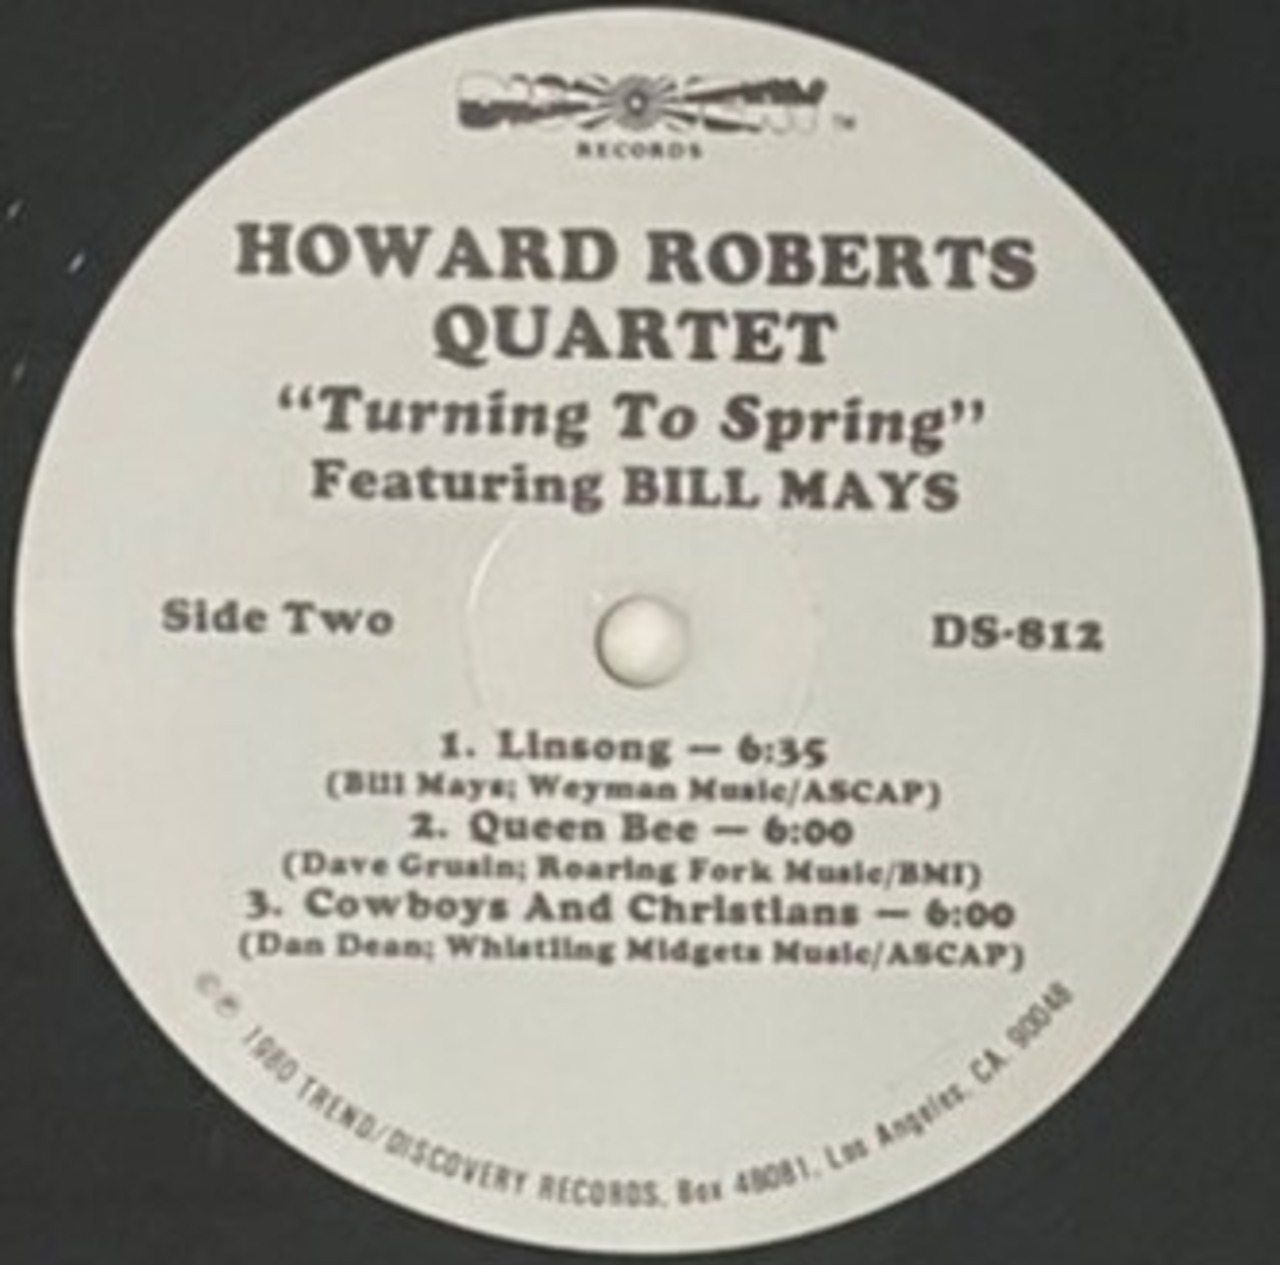 DISCOVERY TM
RECORDS
HOWARD ROBERTS
QUARTET
“Turning To Spring”
Featuring BILL MAYS
Side Two
DS-812
1. Linsong — 6:35
(Bill Mays; Weyman Music/ASCAP)
2. Queen Bee — 6:00
(Dave Grusin; Roaring Fork Music/BMI)
3. Cowboys And Christians — 6:00
(Dan Dean; Whistling Midgets Music/ASCAP)
©℗ 1980 TREND/DISCOVERY RECORDS, Box 48081, Los Angeles, CA. 90048